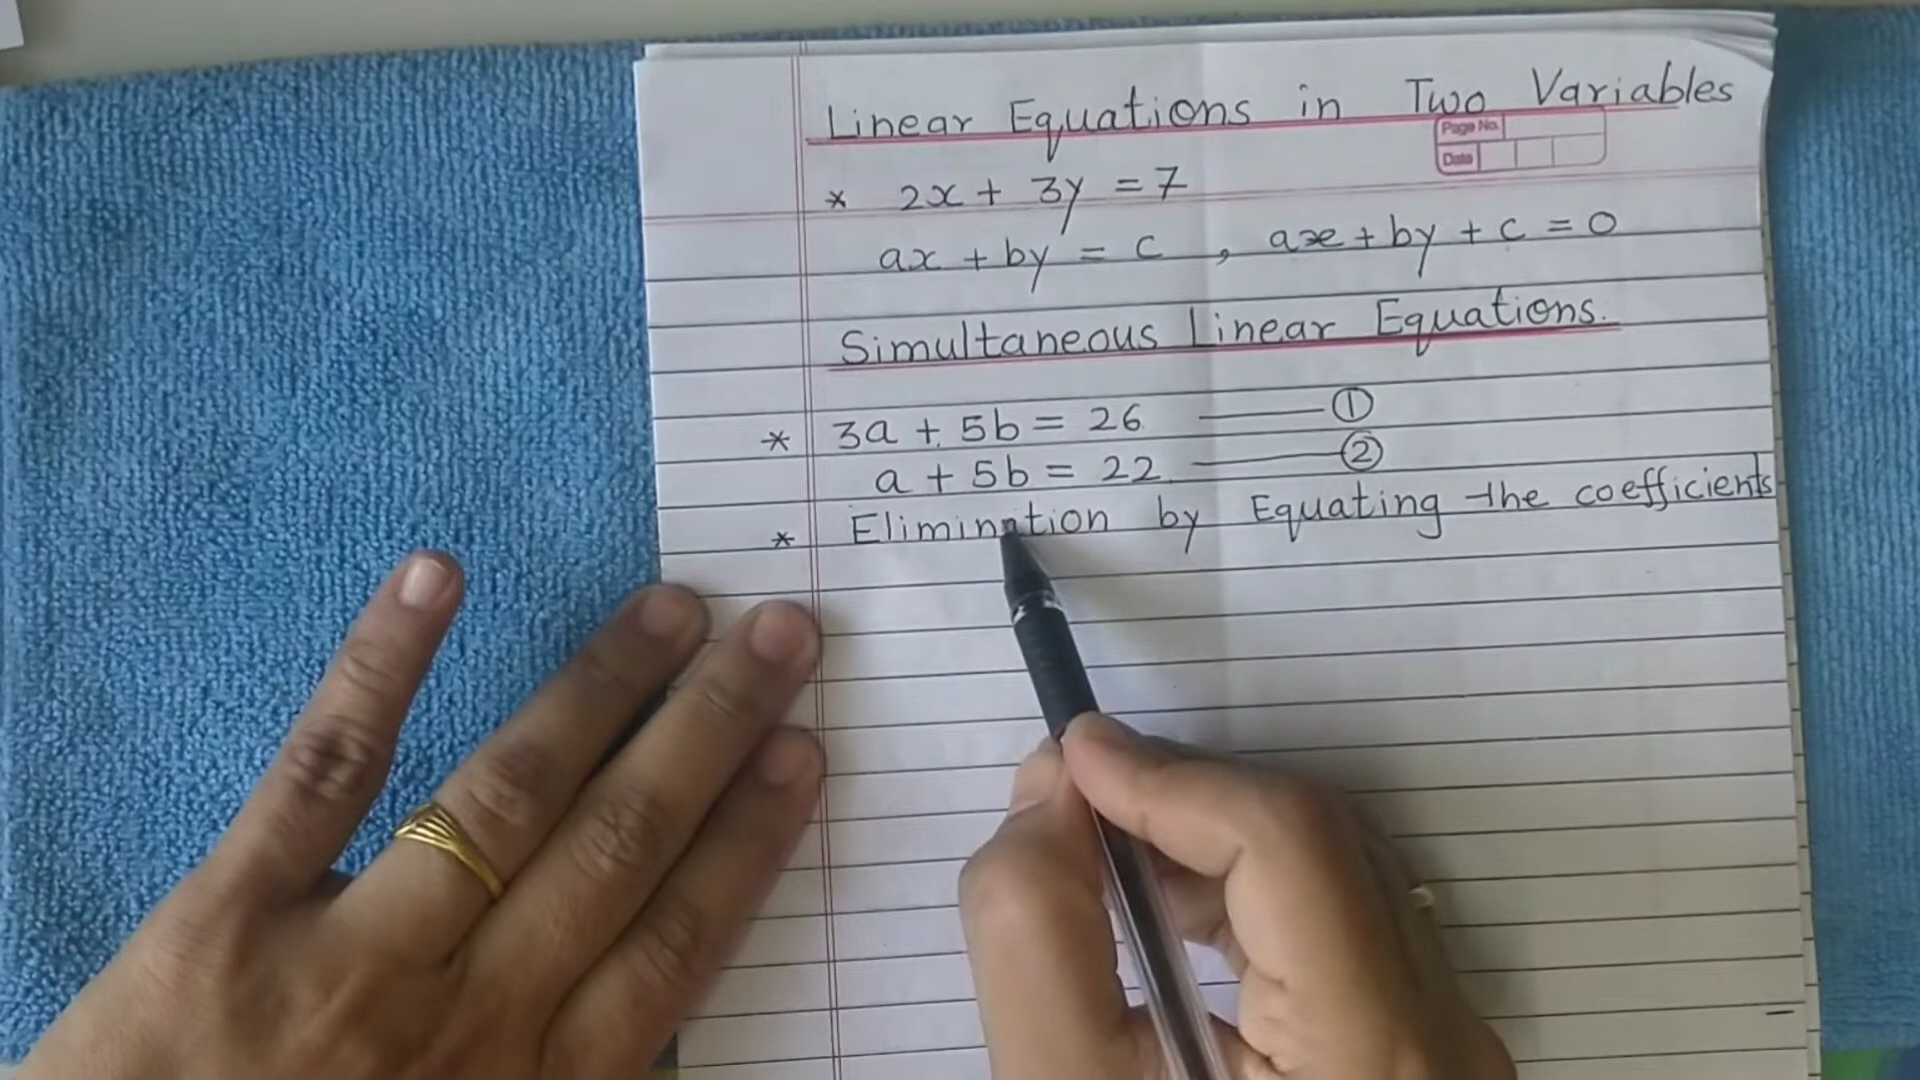 Linear Equations in Two Variables
Page No.
Date
* 2x + 3y = 7
ax + by = c , ax + by + c = 0
Simultaneous Linear Equations.
* 3a + 5b = 26 —— ①
a + 5b = 22 —— ②
* Elimination by Equating the coefficients